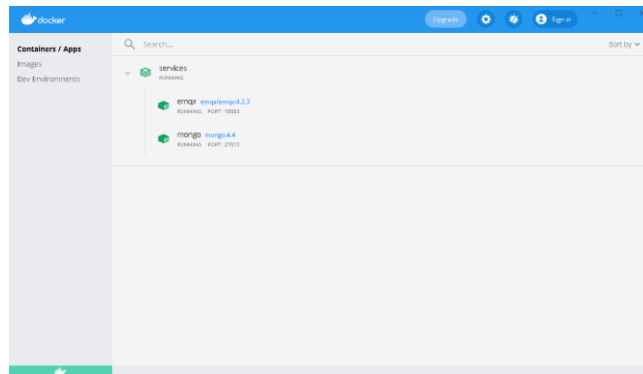 docker
Upgrade
Sign in
Containers / Apps
Images
Dev Environments
Search...
Sort by
services
RUNNING
emqx emqx/emqx:4.2.3
RUNNING PORT: 18083
mongo mongo:4.4
RUNNING PORT: 27017